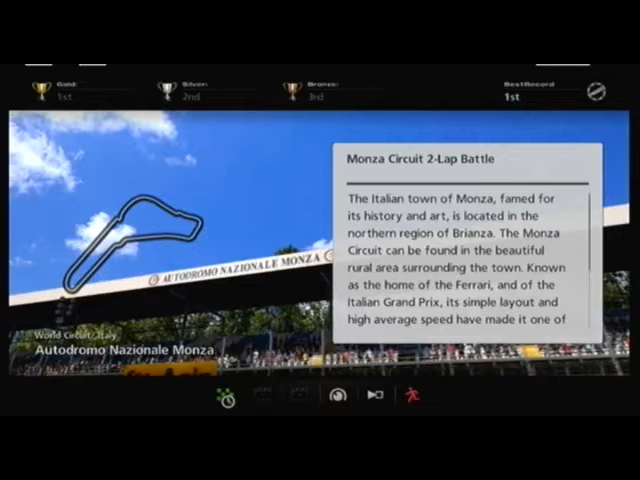 Gold:
1st
Silver:
2nd
Bronze:
3rd
BestRecord
1st
Monza Circuit 2-Lap Battle
The Italian town of Monza, famed for
its history and art, is located in the
northern region of Brianza. The Monza
Circuit can be found in the beautiful
rural area surrounding the town. Known
as the home of the Ferrari, and of the
Italian Grand Prix, its simple layout and
high average speed have made it one of
AUTODROMO NAZIONALE MONZA
World Circuit/Italy
Autodromo Nazionale Monza